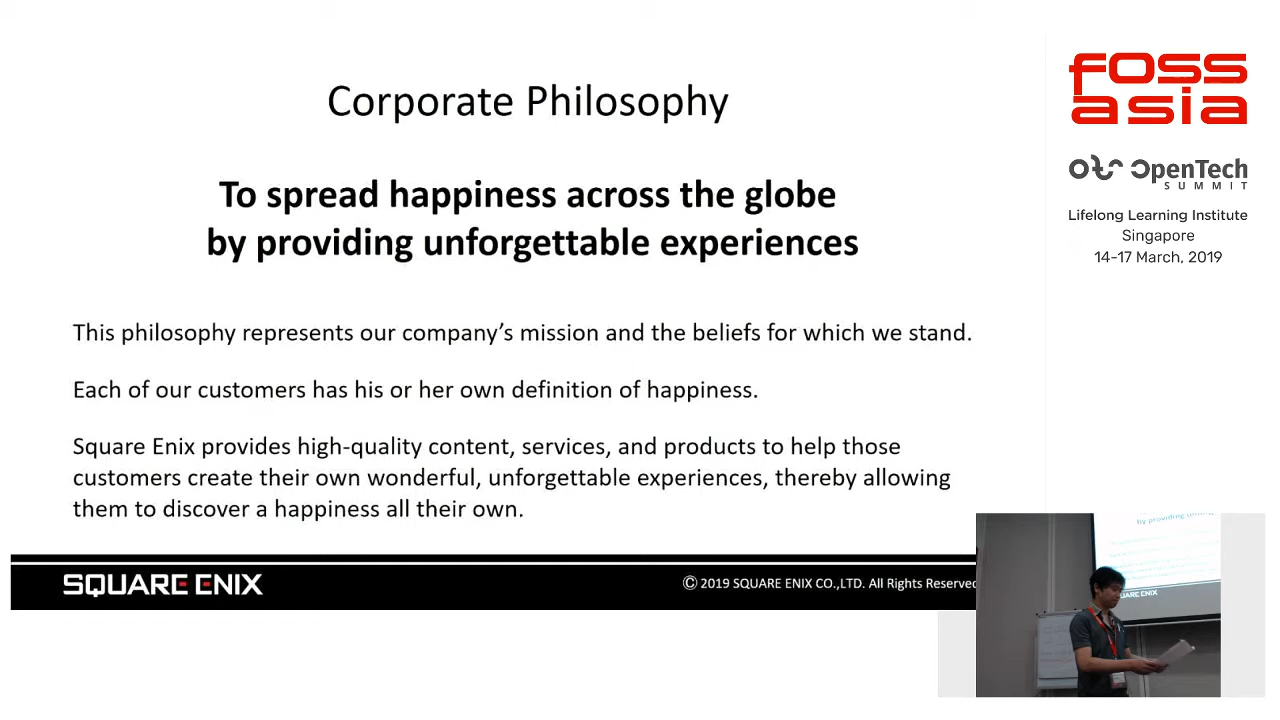 Corporate Philosophy
To spread happiness across the globe
by providing unforgettable experiences
This philosophy represents our company's mission and the beliefs for which we stand.
Each of our customers has his or her own definition of happiness.
Square Enix provides high-quality content, services, and products to help those
customers create their own wonderful, unforgettable experiences, thereby allowing
them to discover a happiness all their own.
SQUARE ENIX
© 2019 SQUARE ENIX CO.,LTD. All Rights Reserved
FOSS
asia
OpenTech
SUMMIT
Lifelong Learning Institute
Singapore
14-17 March, 2019
by providing
UARE ENIX